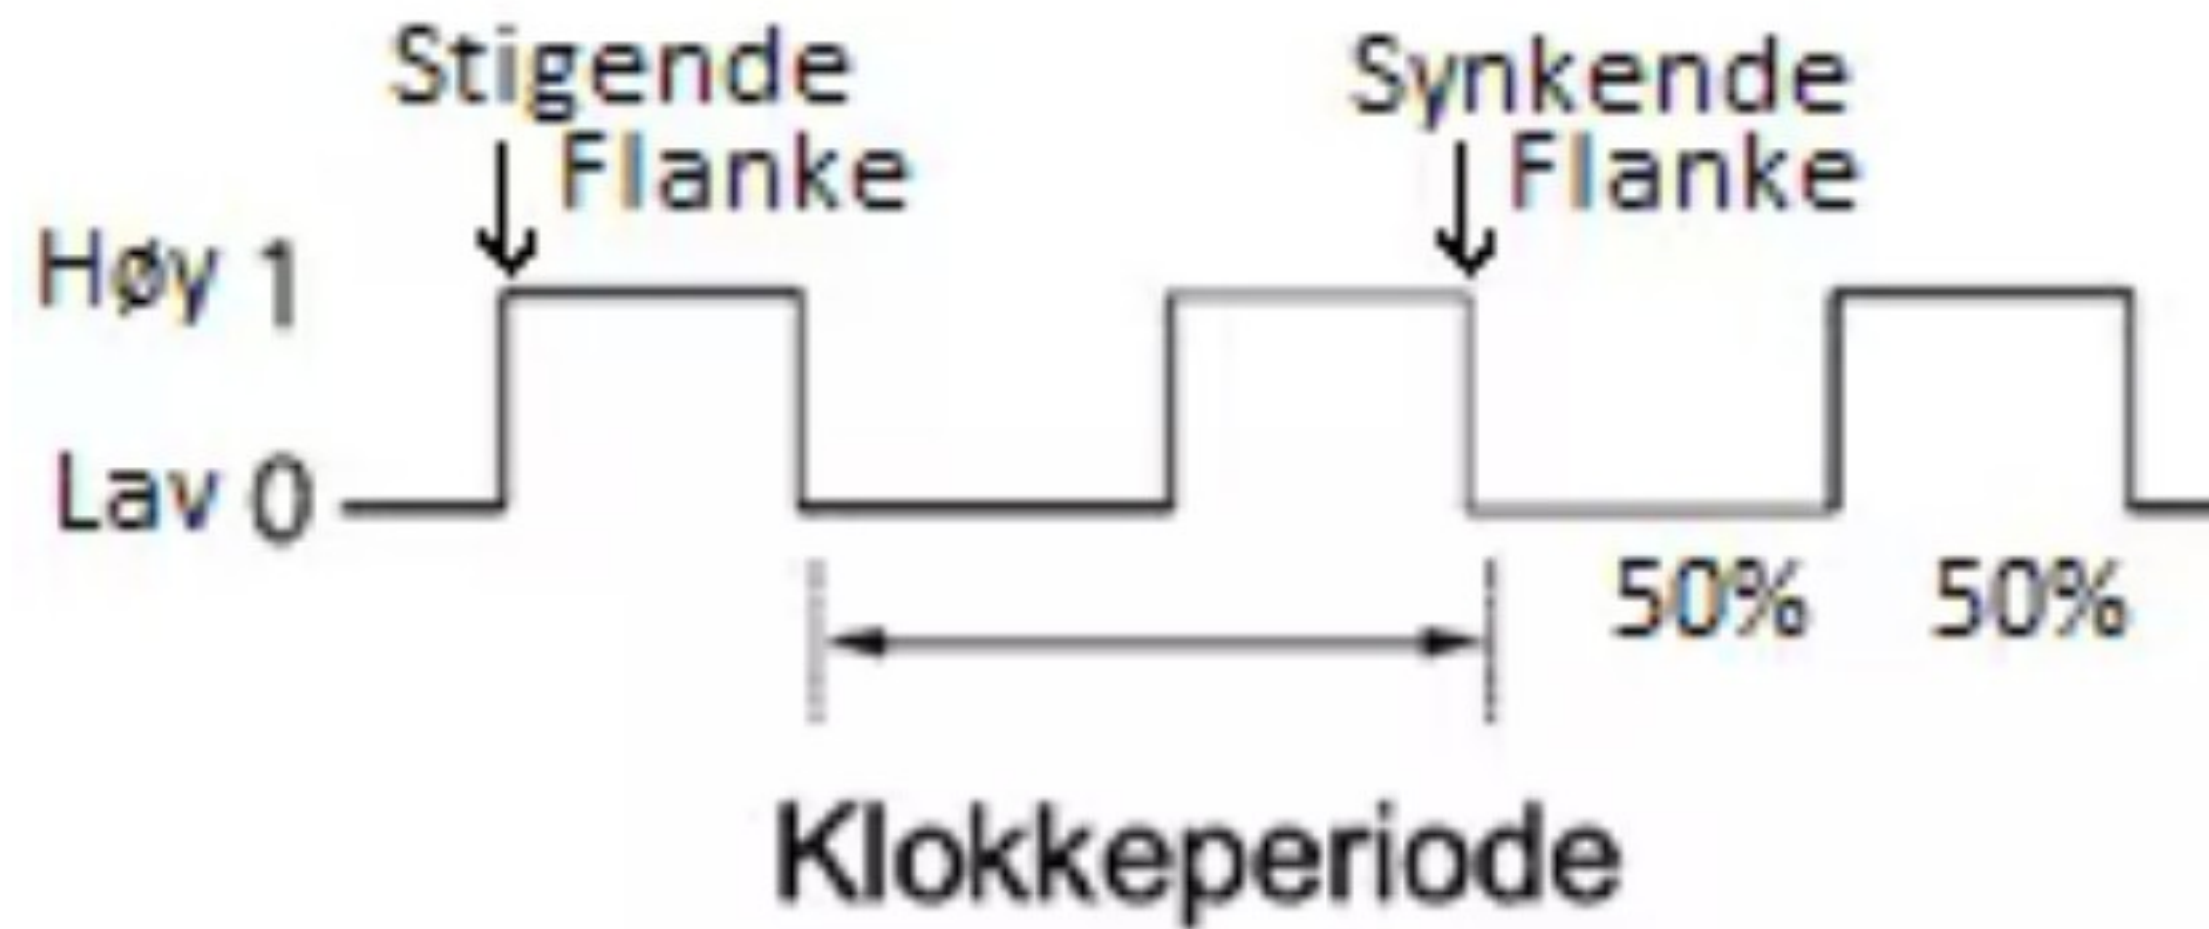 Stigende
Flanke
Synkende
Flanke
Høy 1
Lav 0
50% 50%
Klokkeperiode